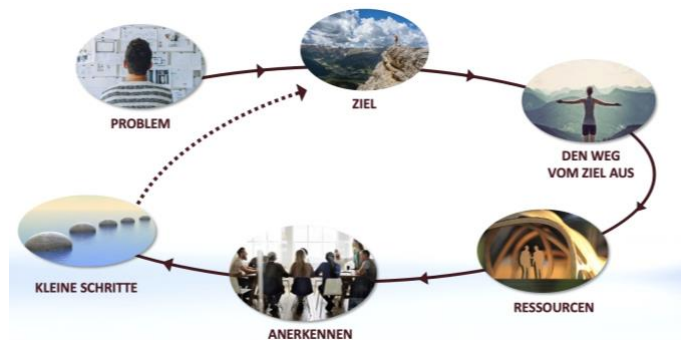 PROBLEM
ZIEL
DEN WEG
VOM ZIEL AUS
RESSOURCEN
ANERKENNEN
KLEINE SCHRITTE